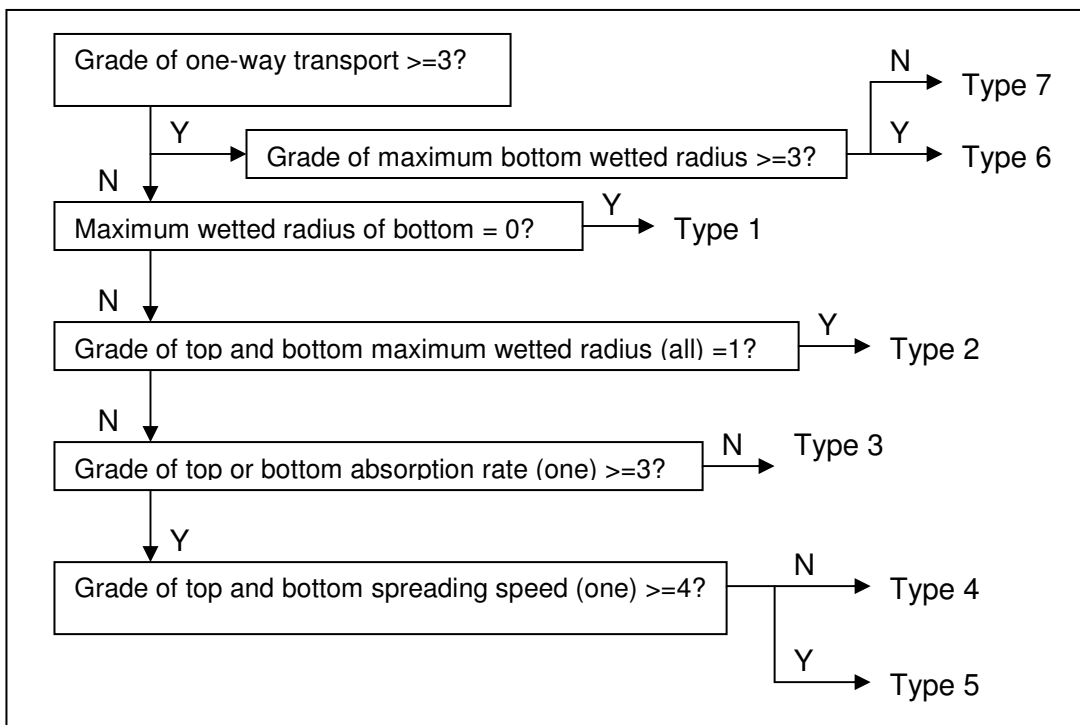 Grade of one-way transport >=3?
N
Type 7
Y
Grade of maximum bottom wetted radius >=3?
Y
Type 6
N
Maximum wetted radius of bottom = 0?
Y
Type 1
N
Grade of top and bottom maximum wetted radius (all) =1?
Y
Type 2
N
Grade of top or bottom absorption rate (one) >=3?
N
Type 3
Y
Grade of top and bottom spreading speed (one) >=4?
N
Type 4
Y
Type 5